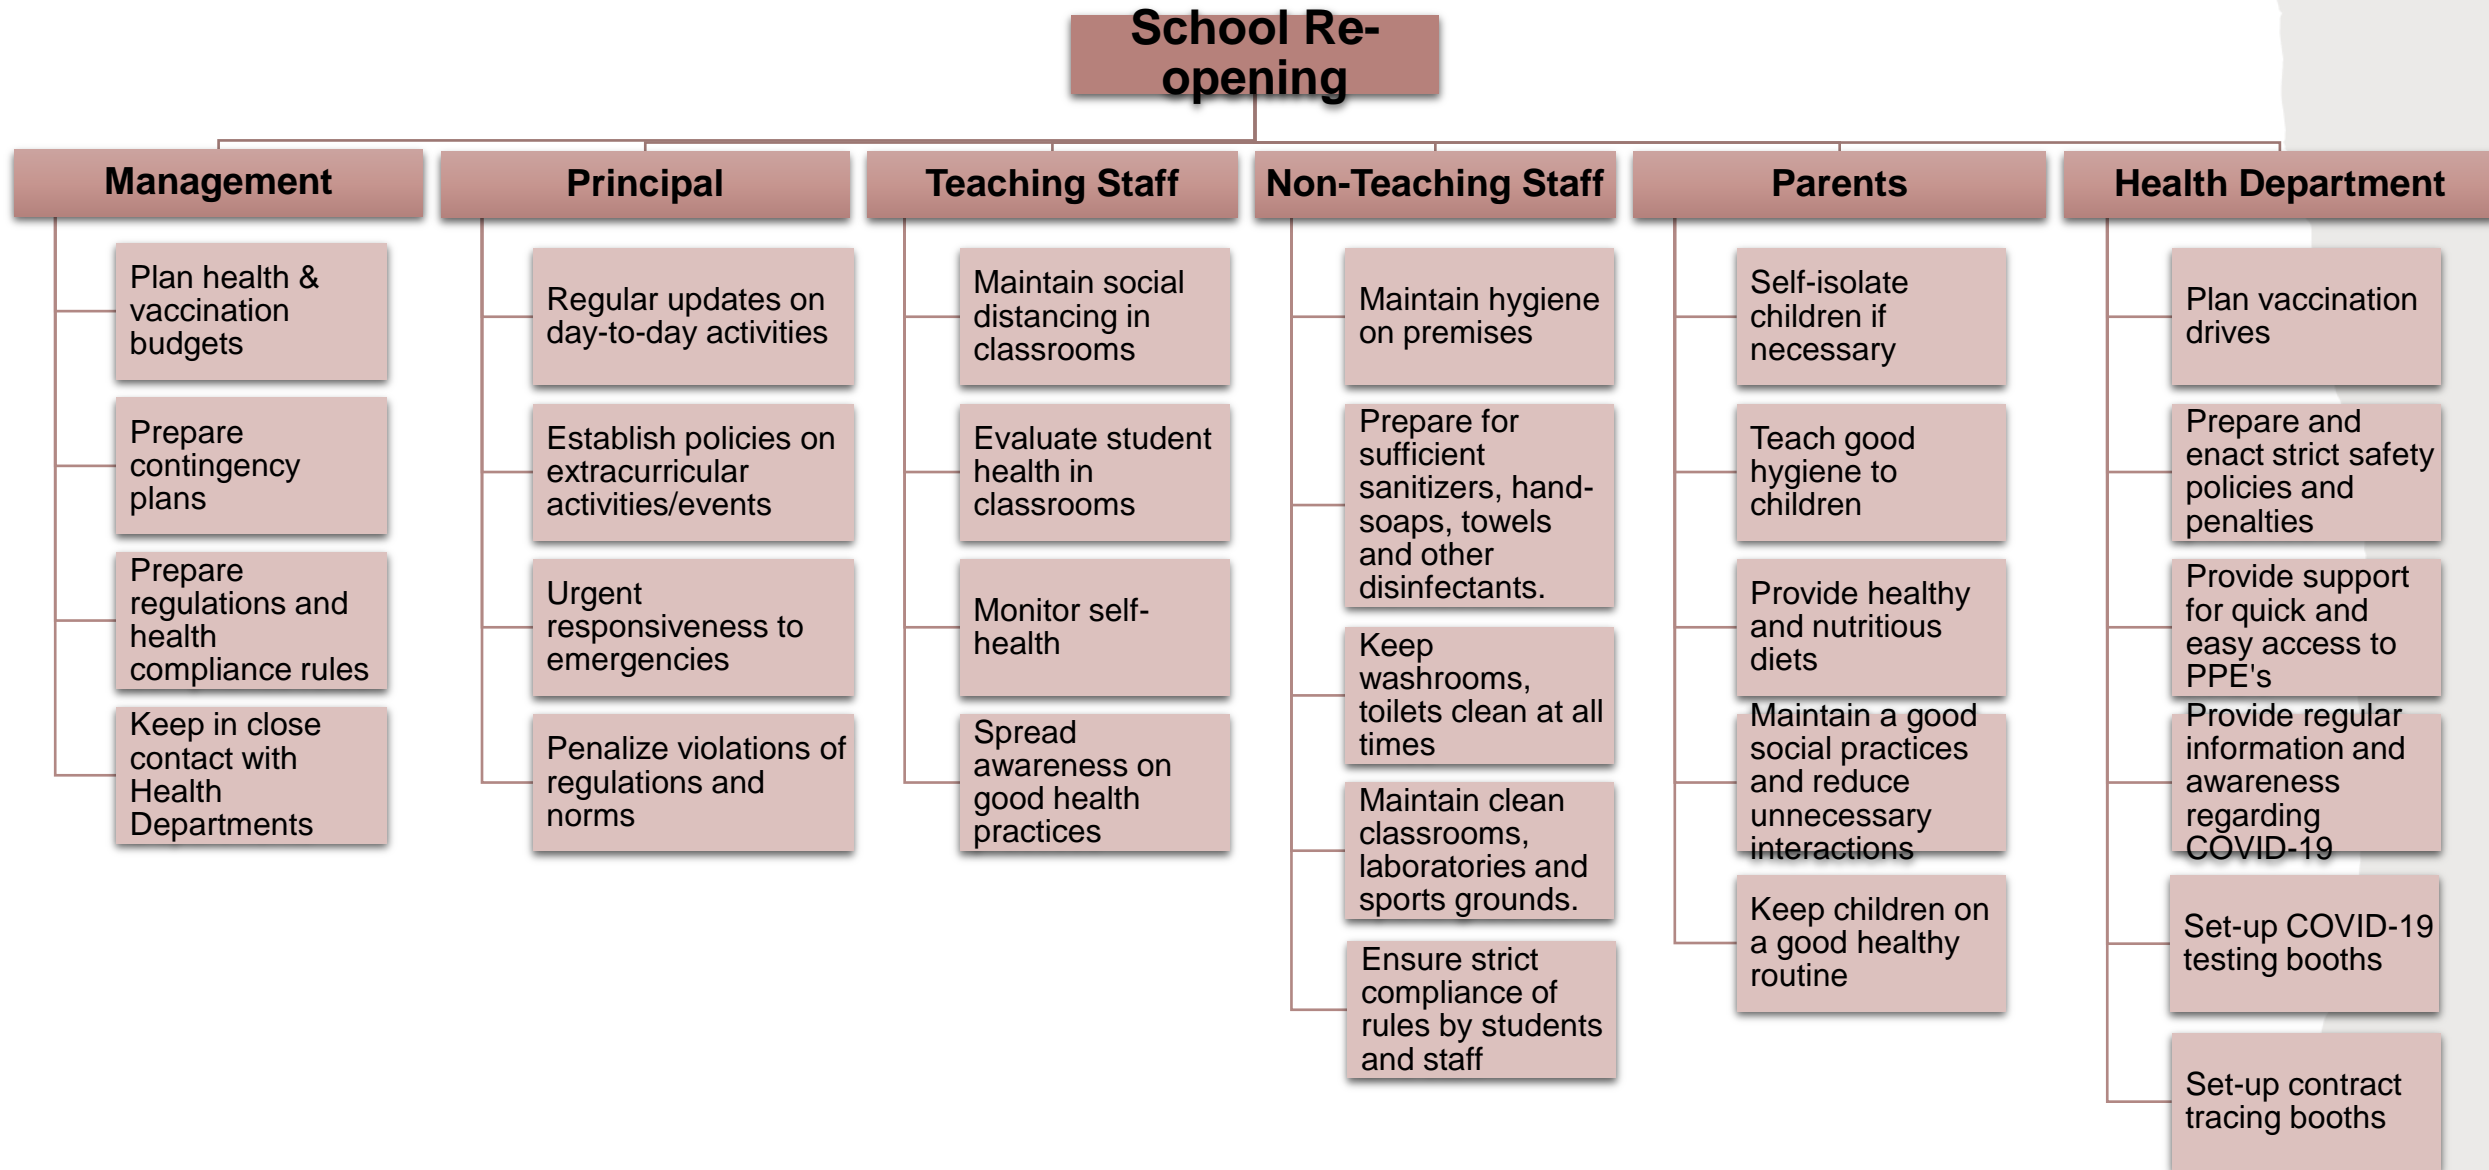 School Re-
opening
Management
Principal
Teaching Staff
Non-Teaching Staff
Parents
Health Department
Plan health &
vaccination
budgets
Prepare
contingency
plans
Prepare
regulations and
health
compliance rules
Keep in close
contact with
Health
Departments
Regular updates on
day-to-day activities
Establish policies on
extracurricular
activities/events
Urgent
responsiveness to
emergencies
Penalize violations of
regulations and
norms
Maintain social
distancing in
classrooms
Evaluate student
health in
classrooms
Monitor self-
health
Spread
awareness on
good health
practices
Maintain hygiene
on premises
Prepare for
sufficient
sanitizers, hand-
soaps, towels
and other
disinfectants.
Keep
washrooms,
toilets clean at all
times
Maintain clean
classrooms,
laboratories and
sports grounds.
Ensure strict
compliance of
rules by students
and staff
Self-isolate
children if
necessary
Teach good
hygiene to
children
Provide healthy
and nutritious
diets
Maintain a good
social practices
and reduce
unnecessary
interactions
Keep children on
a good healthy
routine
Plan vaccination
drives
Prepare and
enact strict safety
policies and
penalties
Provide support
for quick and
easy access to
PPE's
Provide regular
information and
awareness
regarding
COVID-19
Set-up COVID-19
testing booths
Set-up contract
tracing booths